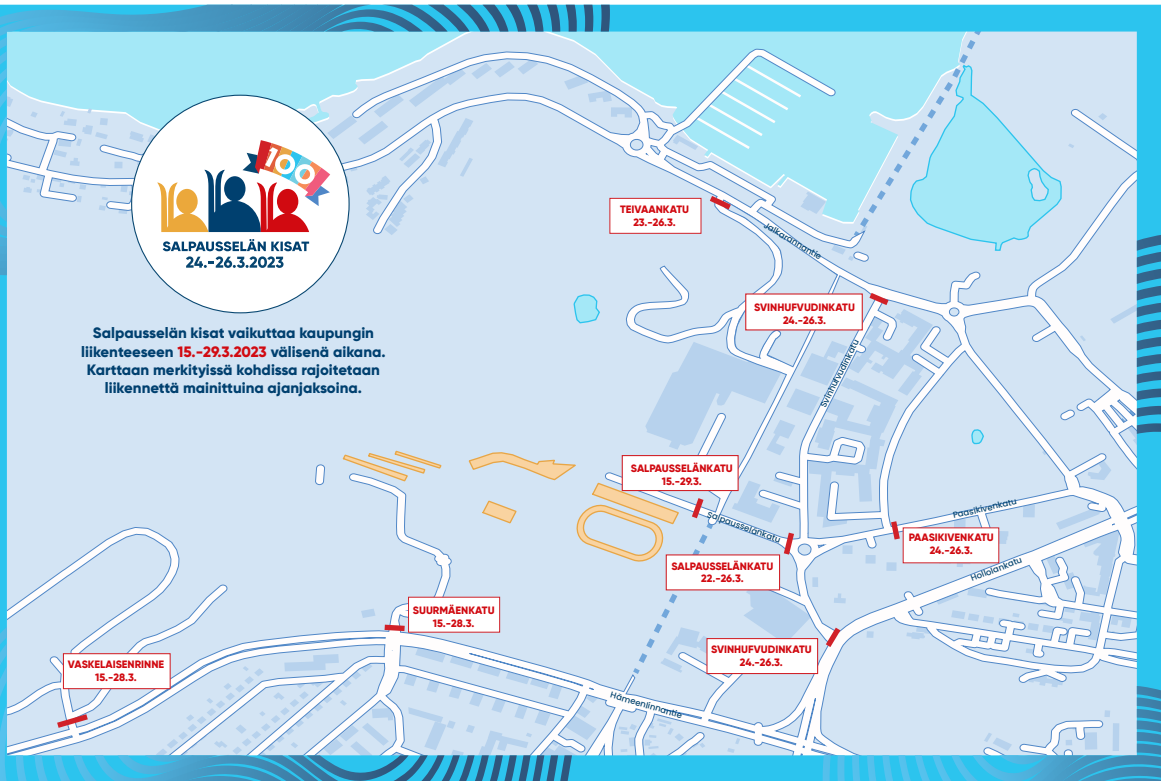 100
SALPAUSSELÄN KISAT
24.-26.3.2023
Salpausselän kisat vaikuttaa kaupungin
liikenteeseen 15.-29.3.2023 välisenä aikana.
Karttaan merkityissä kohdissa rajoitetaan
liikennettä mainittuina ajanjaksoina.
TEIVAANKATU
23.-26.3.
Jalkarannantie
SVINHUFVUDINKATU
24.-26.3.
Svinhufvudinkatu
SALPAUSSELÄNKATU
15.-29.3.
Salpausselänkatu
Paasikivenkatu
PAASIKIVENKATU
24.-26.3.
SALPAUSSELÄNKATU
22.-26.3.
Hollolankatu
SUURMÄENKATU
15.-28.3.
SVINHUFVUDINKATU
24.-26.3.
VASKELAISENRINNE
15.-28.3.
Hämeenlinnantie